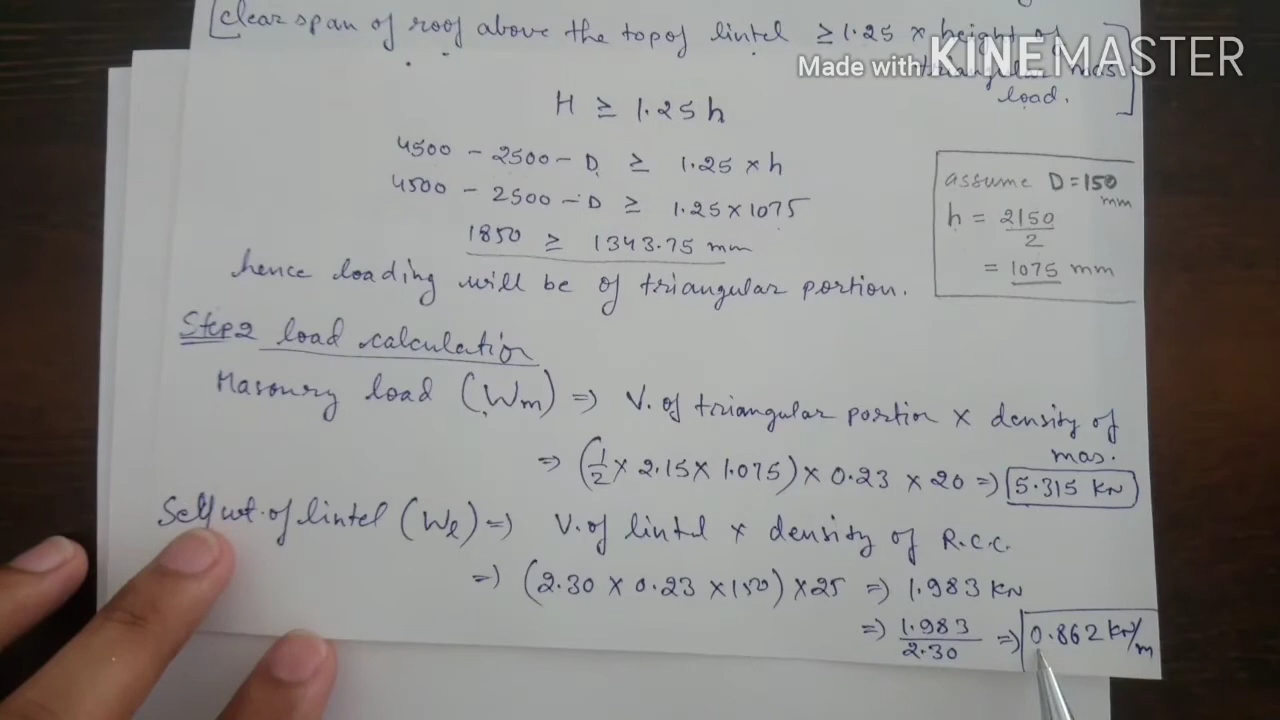 [clear span of roof above the top of lintel ≥ 1.25 × height of
Made with KINEMASTER
triangular mas.
load.]
H ≥ 1.25 h
4500 - 2500 - D ≥ 1.25 × h
4500 - 2500 - D ≥ 1.25 × 1075
1850 ≥ 1343.75 mm
hence loading will be of triangular portion.
assume D = 150
mm
h = 2150
2
= 1075 mm
Step2 load calculation
Masonry load (Wm) => V. of triangular portion × density of
mas.
=> (1/2 × 2.15 × 1.075) × 0.23 × 20 => 5.315 KN
Self wt. of lintel (Wl) => V. of lintel × density of R.C.C.
=> (2.30 × 0.23 × 150) × 25 => 1.983 KN
=> 1.983 / 2.30 => 0.862 KN/m